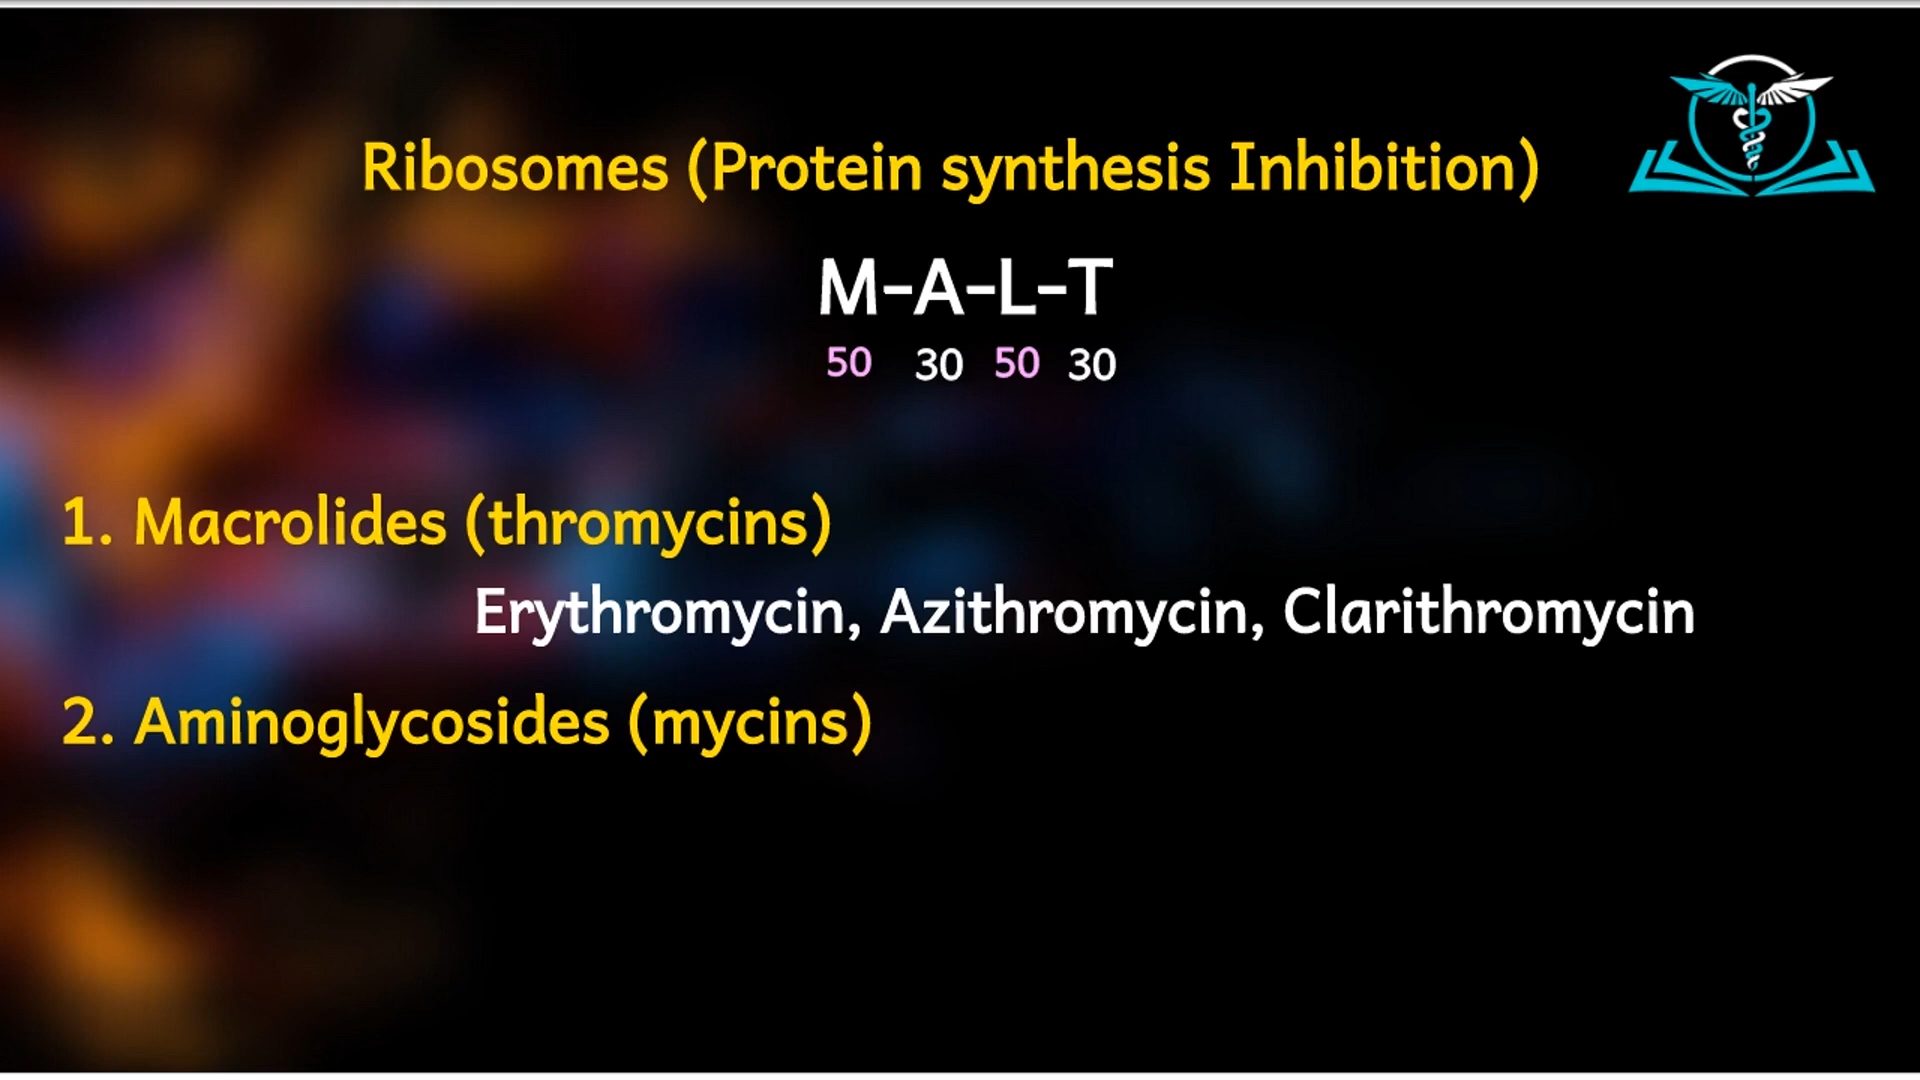 Ribosomes (Protein synthesis Inhibition)
M-A-L-T
50 30 50 30
1. Macrolides (thromycins)
Erythromycin, Azithromycin, Clarithromycin
2. Aminoglycosides (mycins)